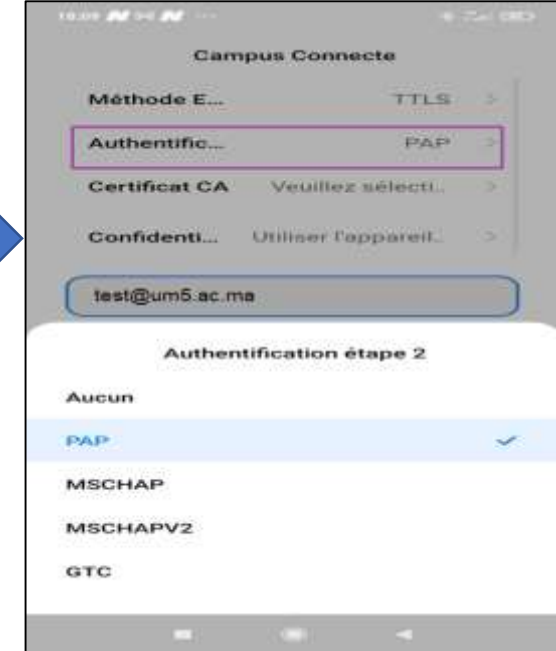 Campus Connecte
Méthode E... TTLS >
Authentific... PAP >
Certificat CA Veuillez sélecti... >
Confidenti... Utiliser l'appareil... >
test@um5.ac.ma
Authentification étape 2
Aucun
PAP
MSCHAP
MSCHAPV2
GTC